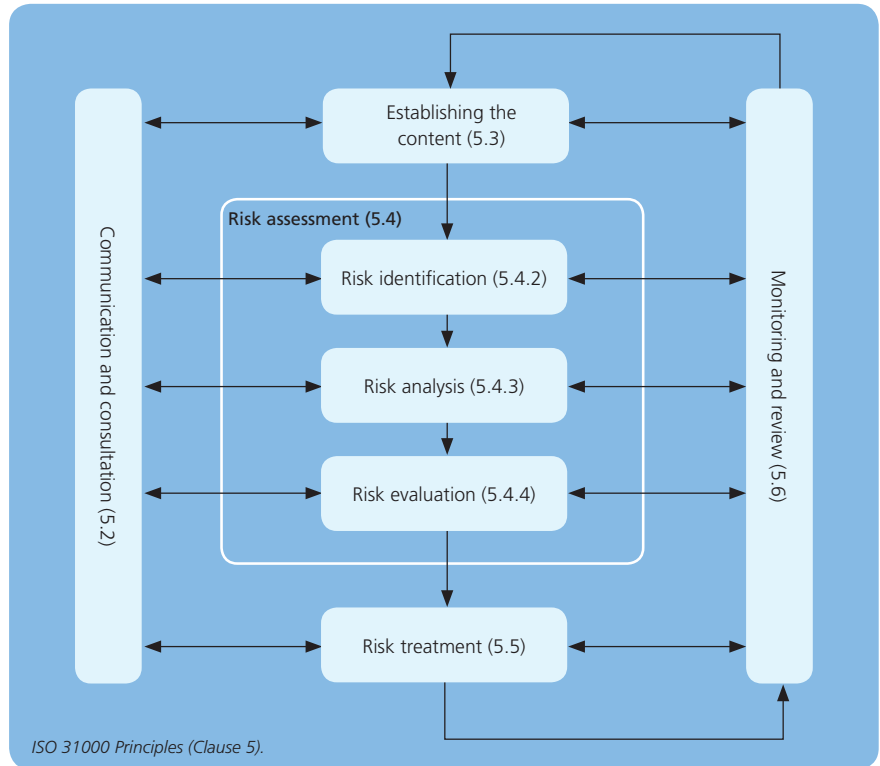 Establishing the
content (5.3)
Risk assessment (5.4)
Risk identification (5.4.2)
Risk analysis (5.4.3)
Risk evaluation (5.4.4)
Risk treatment (5.5)
Communication and consultation (5.2)
Monitoring and review (5.6)
ISO 31000 Principles (Clause 5).